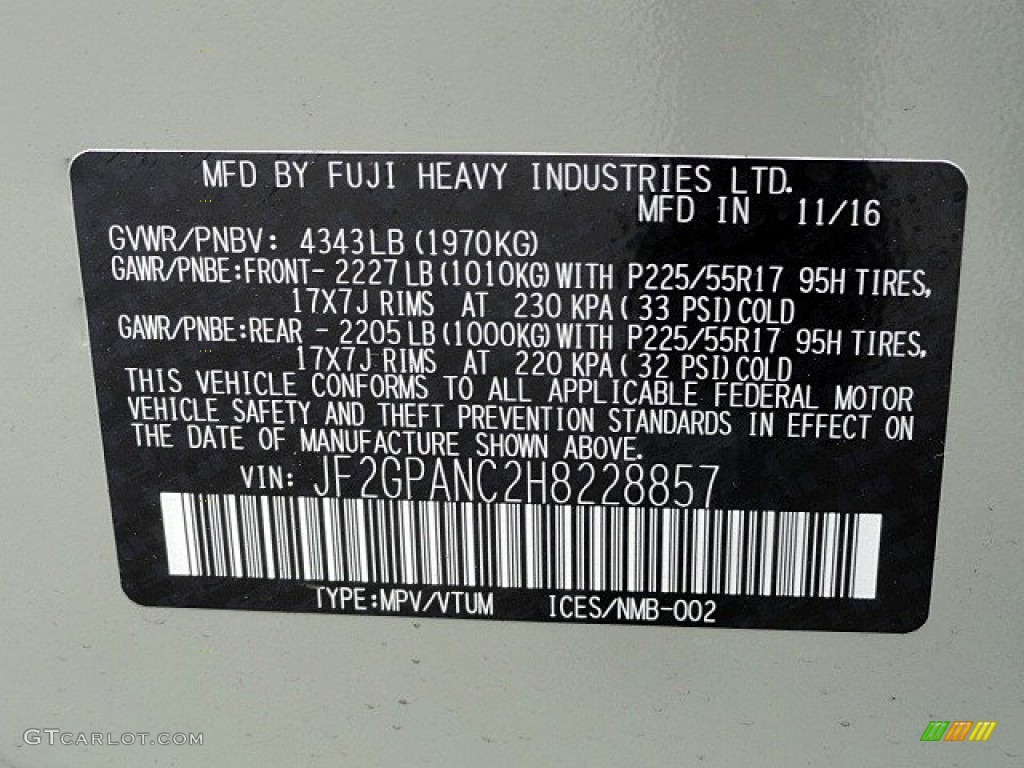 MFD BY FUJI HEAVY INDUSTRIES LTD.
MFD IN 11/16
GVWR/PNBV: 4343LB(1970KG)
GAWR/PNBE:FRONT- 2227LB(1010KG)WITH P225/55R17 95H TIRES,
17X7J RIMS AT 230 KPA(33 PSI)COLD
GAWR/PNBE:REAR - 2205LB(1000KG)WITH P225/55R17 95H TIRES,
17X7J RIMS AT 220 KPA(32 PSI)COLD
THIS VEHICLE CONFORMS TO ALL APPLICABLE FEDERAL MOTOR
VEHICLE SAFETY AND THEFT PREVENTION STANDARDS IN EFFECT ON
THE DATE OF MANUFACTURE SHOWN ABOVE.
VIN: JF2GPANC2H8228857
TYPE:MPV/VTUM ICES/NMB-002
GTCARLOT.COM